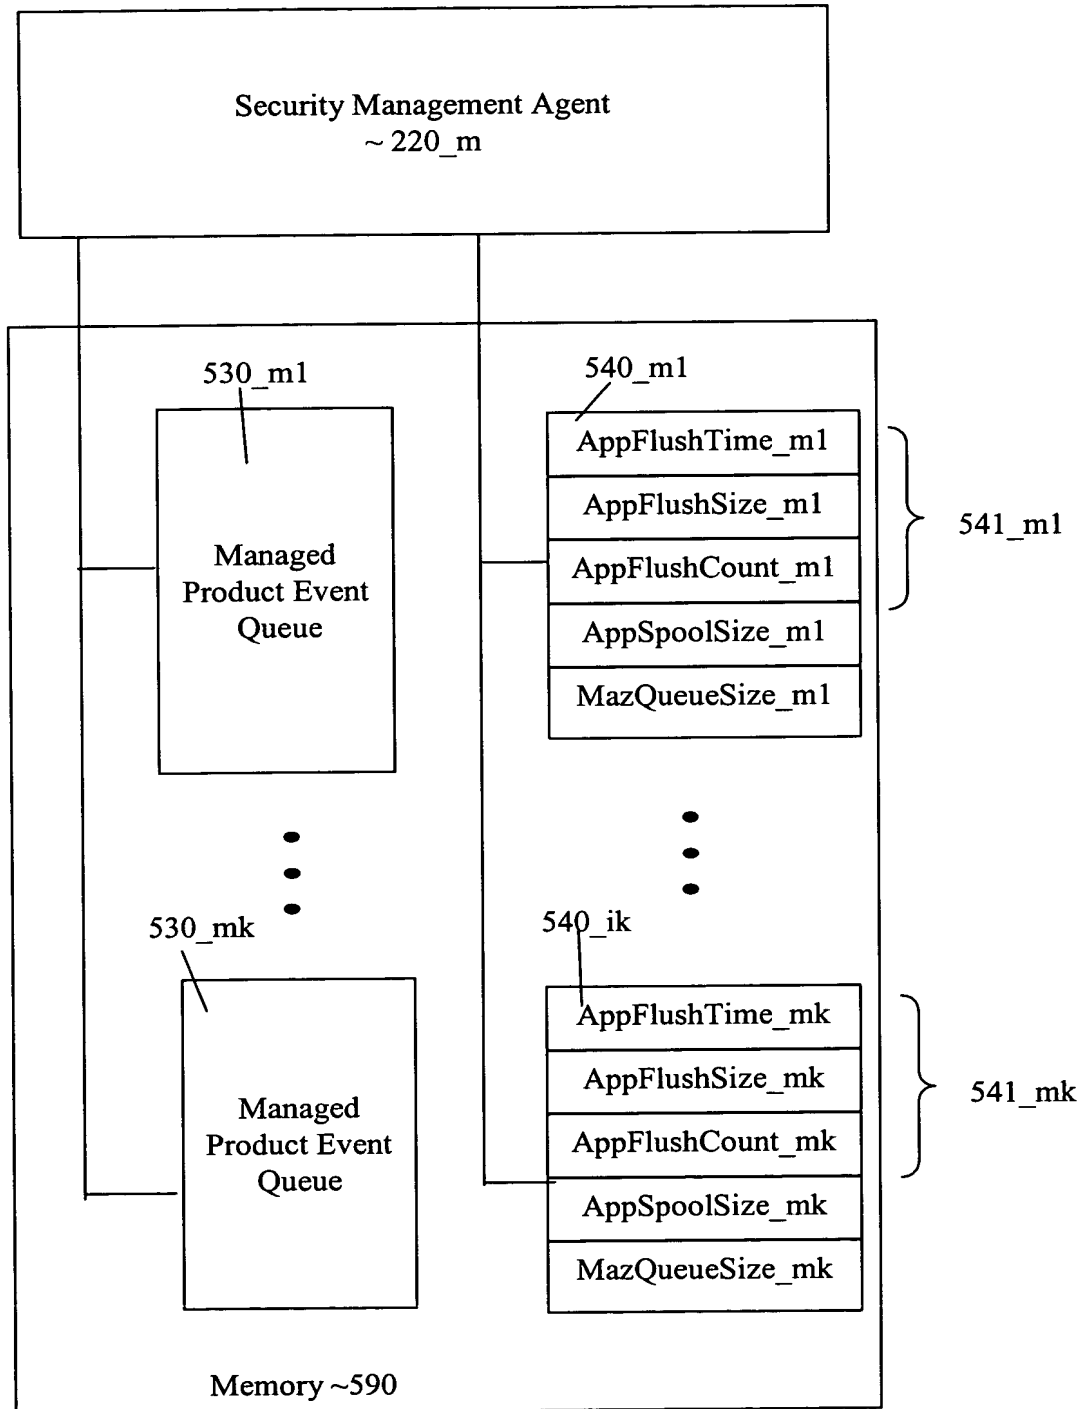 Security Management Agent
~ 220_m
530_m1
540_m1
Managed
Product Event
Queue
AppFlushTime_m1
AppFlushSize_m1
AppFlushCount_m1
AppSpoolSize_m1
MazQueueSize_m1
541_m1
530_mk
540_ik
Managed
Product Event
Queue
AppFlushTime_mk
AppFlushSize_mk
AppFlushCount_mk
AppSpoolSize_mk
MazQueueSize_mk
541_mk
Memory ~590